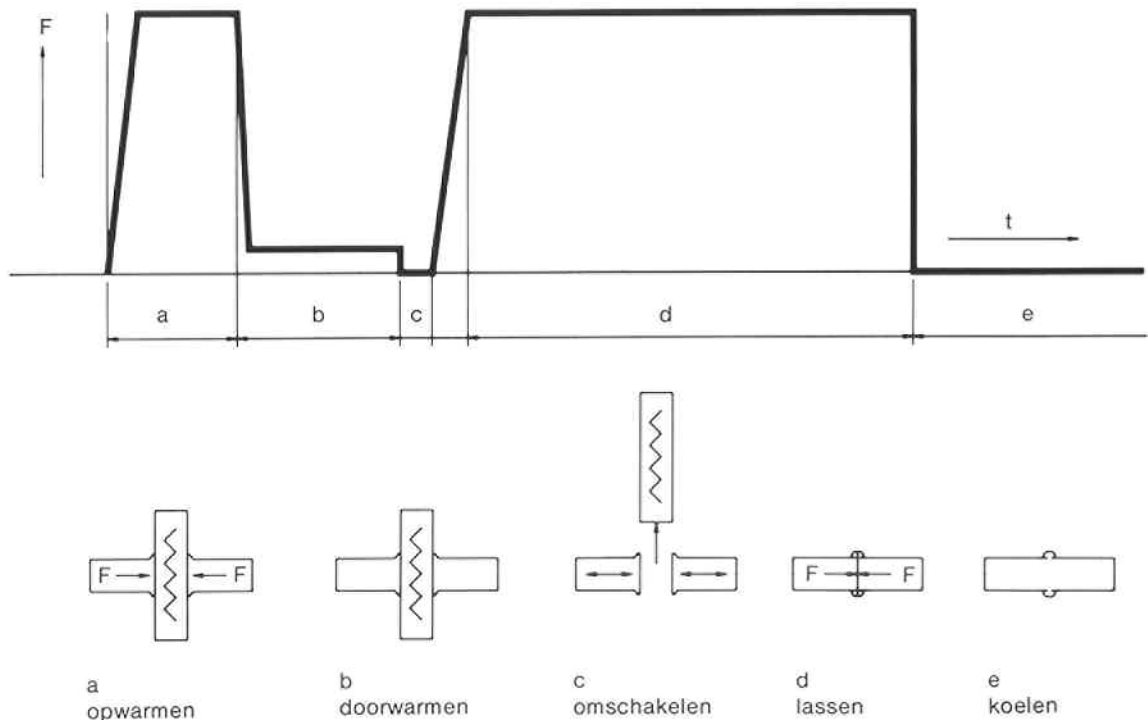 F
t
a b c d e
F F
F F
a b c d e
opwarmen doorwarmen omschakelen lassen koelen